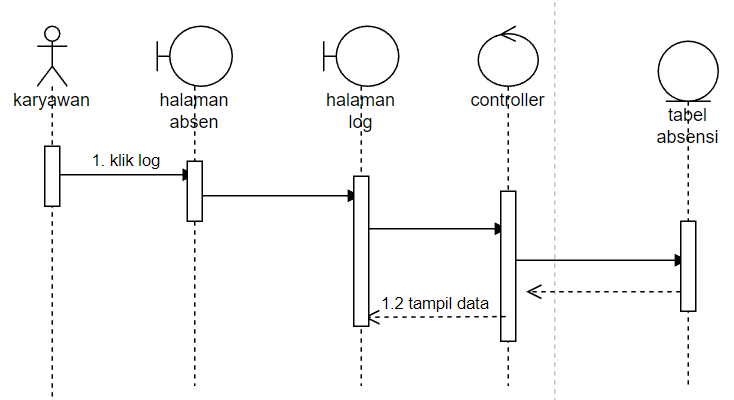 karyawan
halaman
absen
halaman
log
controller
tabel
absensi
1. klik log
1.2 tampil data